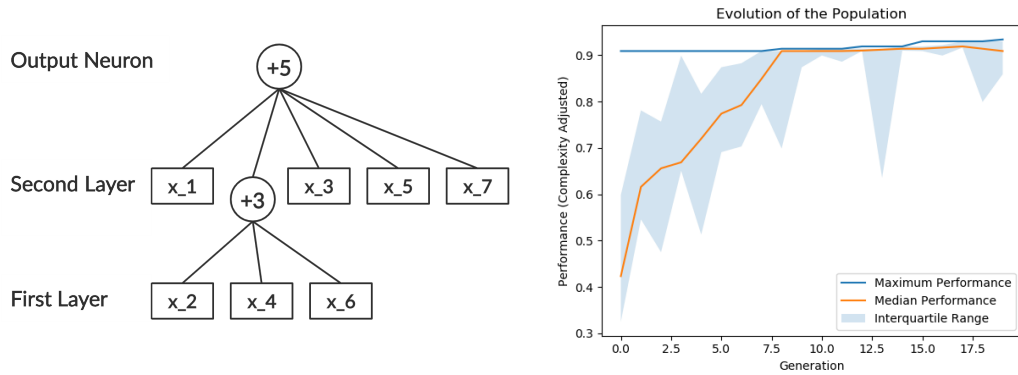 Output Neuron
+5
Second Layer
x_1
+3
x_3
x_5
x_7
First Layer
x_2
x_4
x_6
Evolution of the Population
Performance (Complexity Adjusted)
0.9
0.8
0.7
0.6
0.5
0.4
0.3
Maximum Performance
Median Performance
Interquartile Range
0.0 2.5 5.0 7.5 10.0 12.5 15.0 17.5
Generation